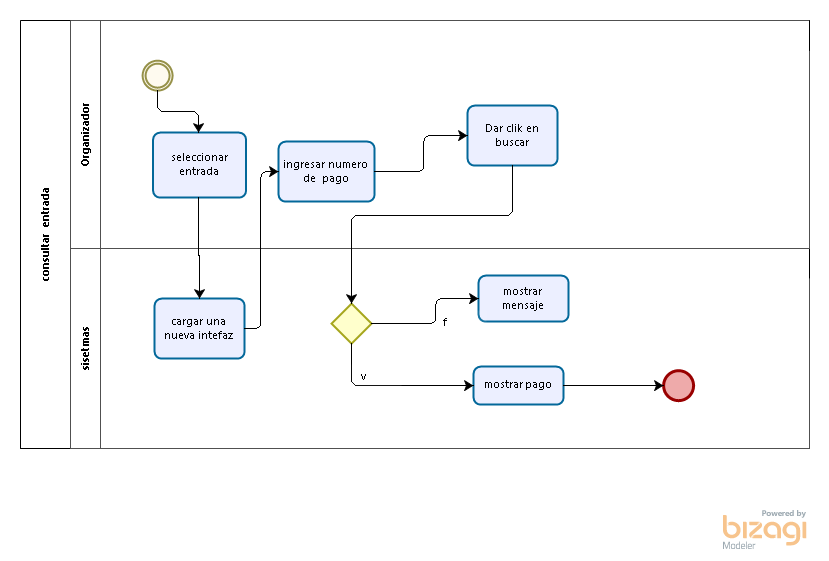 consultar entrada
Organizador
seleccionar
entrada
ingresar numero
de pago
Dar clik en
buscar
sisetmas
cargar una
nueva intefaz
mostrar
mensaje
f
v
mostrar pago
Powered by
bizagi
Modeler